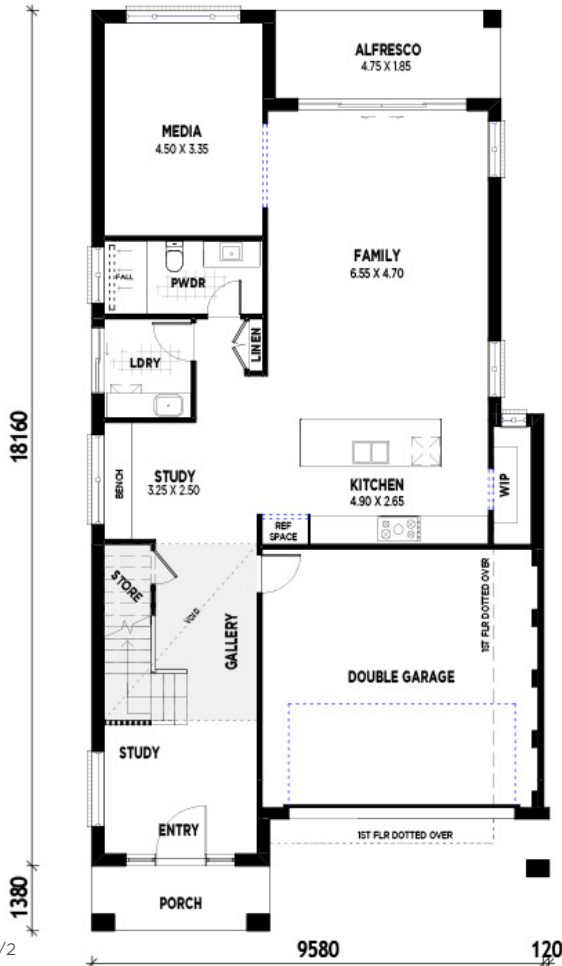 ALFRESCO
4.75 X 1.85
MEDIA
4.50 X 3.35
FAMILY
6.55 X 4.70
FALL
PWDR
LINEN
LDRY
18160
BENCH
STUDY
3.25 X 2.50
KITCHEN
4.90 X 2.65
WIP
REF
SPACE
STORE
VOID
GALLERY
1ST FLR DOTTED OVER
DOUBLE GARAGE
STUDY
ENTRY
1ST FLR DOTTED OVER
1380
PORCH
/2
9580
120